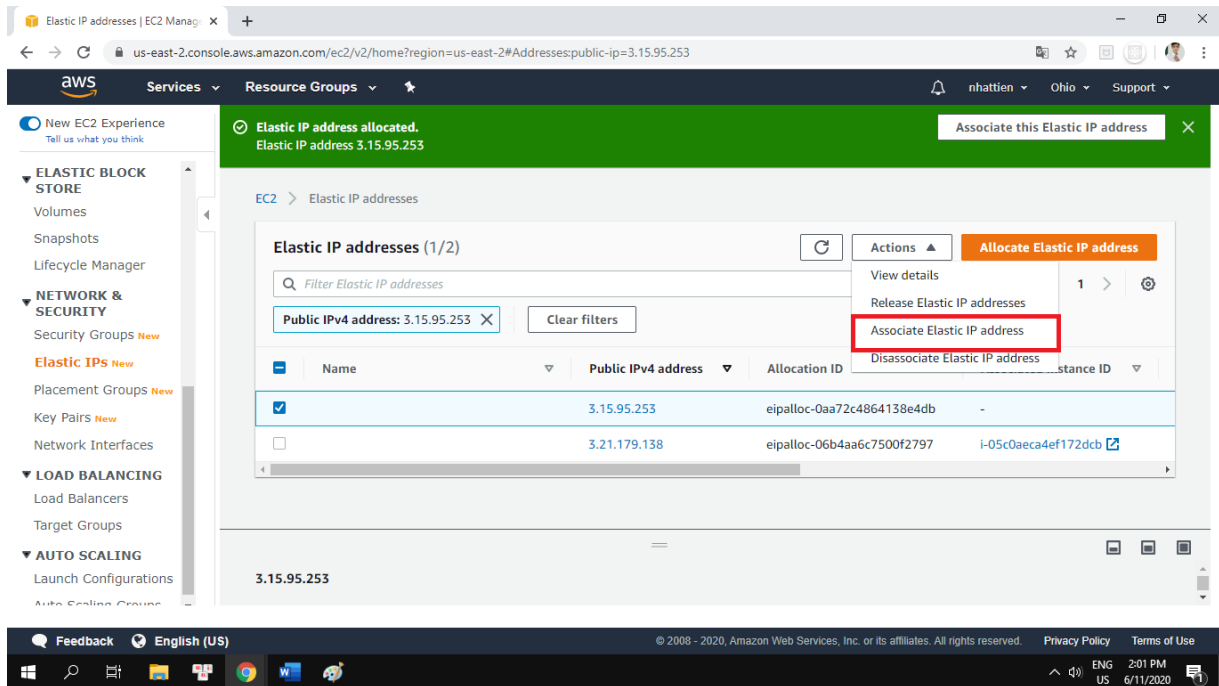 Elastic IP addresses | EC2 Manag
us-east-2.console.aws.amazon.com/ec2/v2/home?region=us-east-2#Addresses:public-ip=3.15.95.253
aws
Services
Resource Groups
nhattien
Ohio
Support
New EC2 Experience
Tell us what you think
ELASTIC BLOCK
STORE
Volumes
Snapshots
Lifecycle Manager
NETWORK &
SECURITY
Security Groups New
Elastic IPs New
Placement Groups New
Key Pairs New
Network Interfaces
LOAD BALANCING
Load Balancers
Target Groups
AUTO SCALING
Launch Configurations
Auto Scaling Groups
Elastic IP address allocated.
Elastic IP address 3.15.95.253
Associate this Elastic IP address
EC2 > Elastic IP addresses
Elastic IP addresses (1/2)
Actions
Allocate Elastic IP address
View details
Release Elastic IP addresses
Associate Elastic IP address
Disassociate Elastic IP address
Filter Elastic IP addresses
1
Public IPv4 address: 3.15.95.253
Clear filters
Name
Public IPv4 address
Allocation ID
stance ID
3.15.95.253 eipalloc-0aa72c4864138e4db -
3.21.179.138 eipalloc-06b4aa6c7500f2797 i-05c0aeca4ef172dcb
3.15.95.253
Feedback
English (US)
© 2008 - 2020, Amazon Web Services, Inc. or its affiliates. All rights reserved.
Privacy Policy
Terms of Use
W
ENG
US
2:01 PM
6/11/2020
1